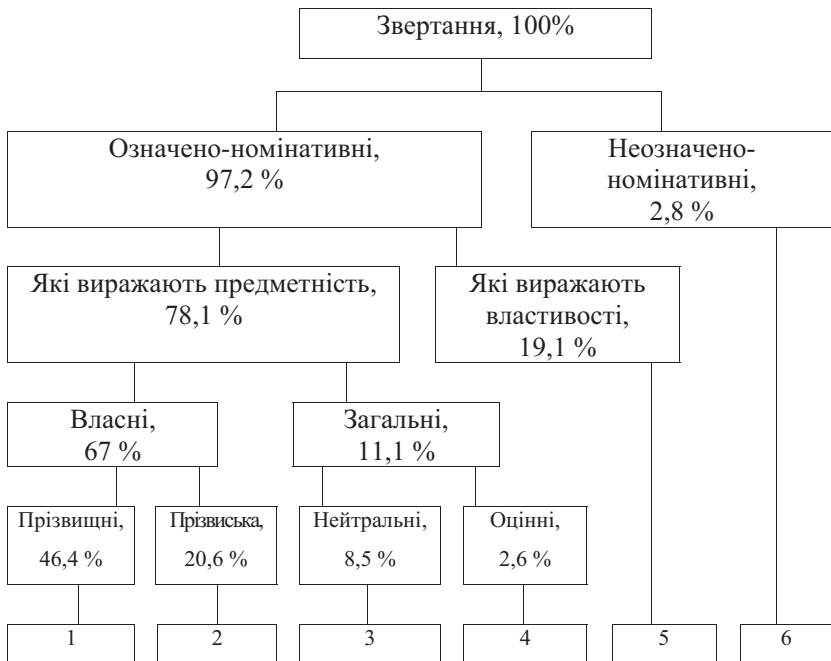 Звертання, 100%
Означено-номінативні,
97,2 %
Неозначено-
номінативні,
2,8 %
Які виражають предметність,
78,1 %
Які виражають
властивості,
19,1 %
Власні,
67 %
Загальні,
11,1 %
Прізвищні,
46,4 %
Прізвиська,
20,6 %
Нейтральні,
8,5 %
Оцінні,
2,6 %
1
2
3
4
5
6